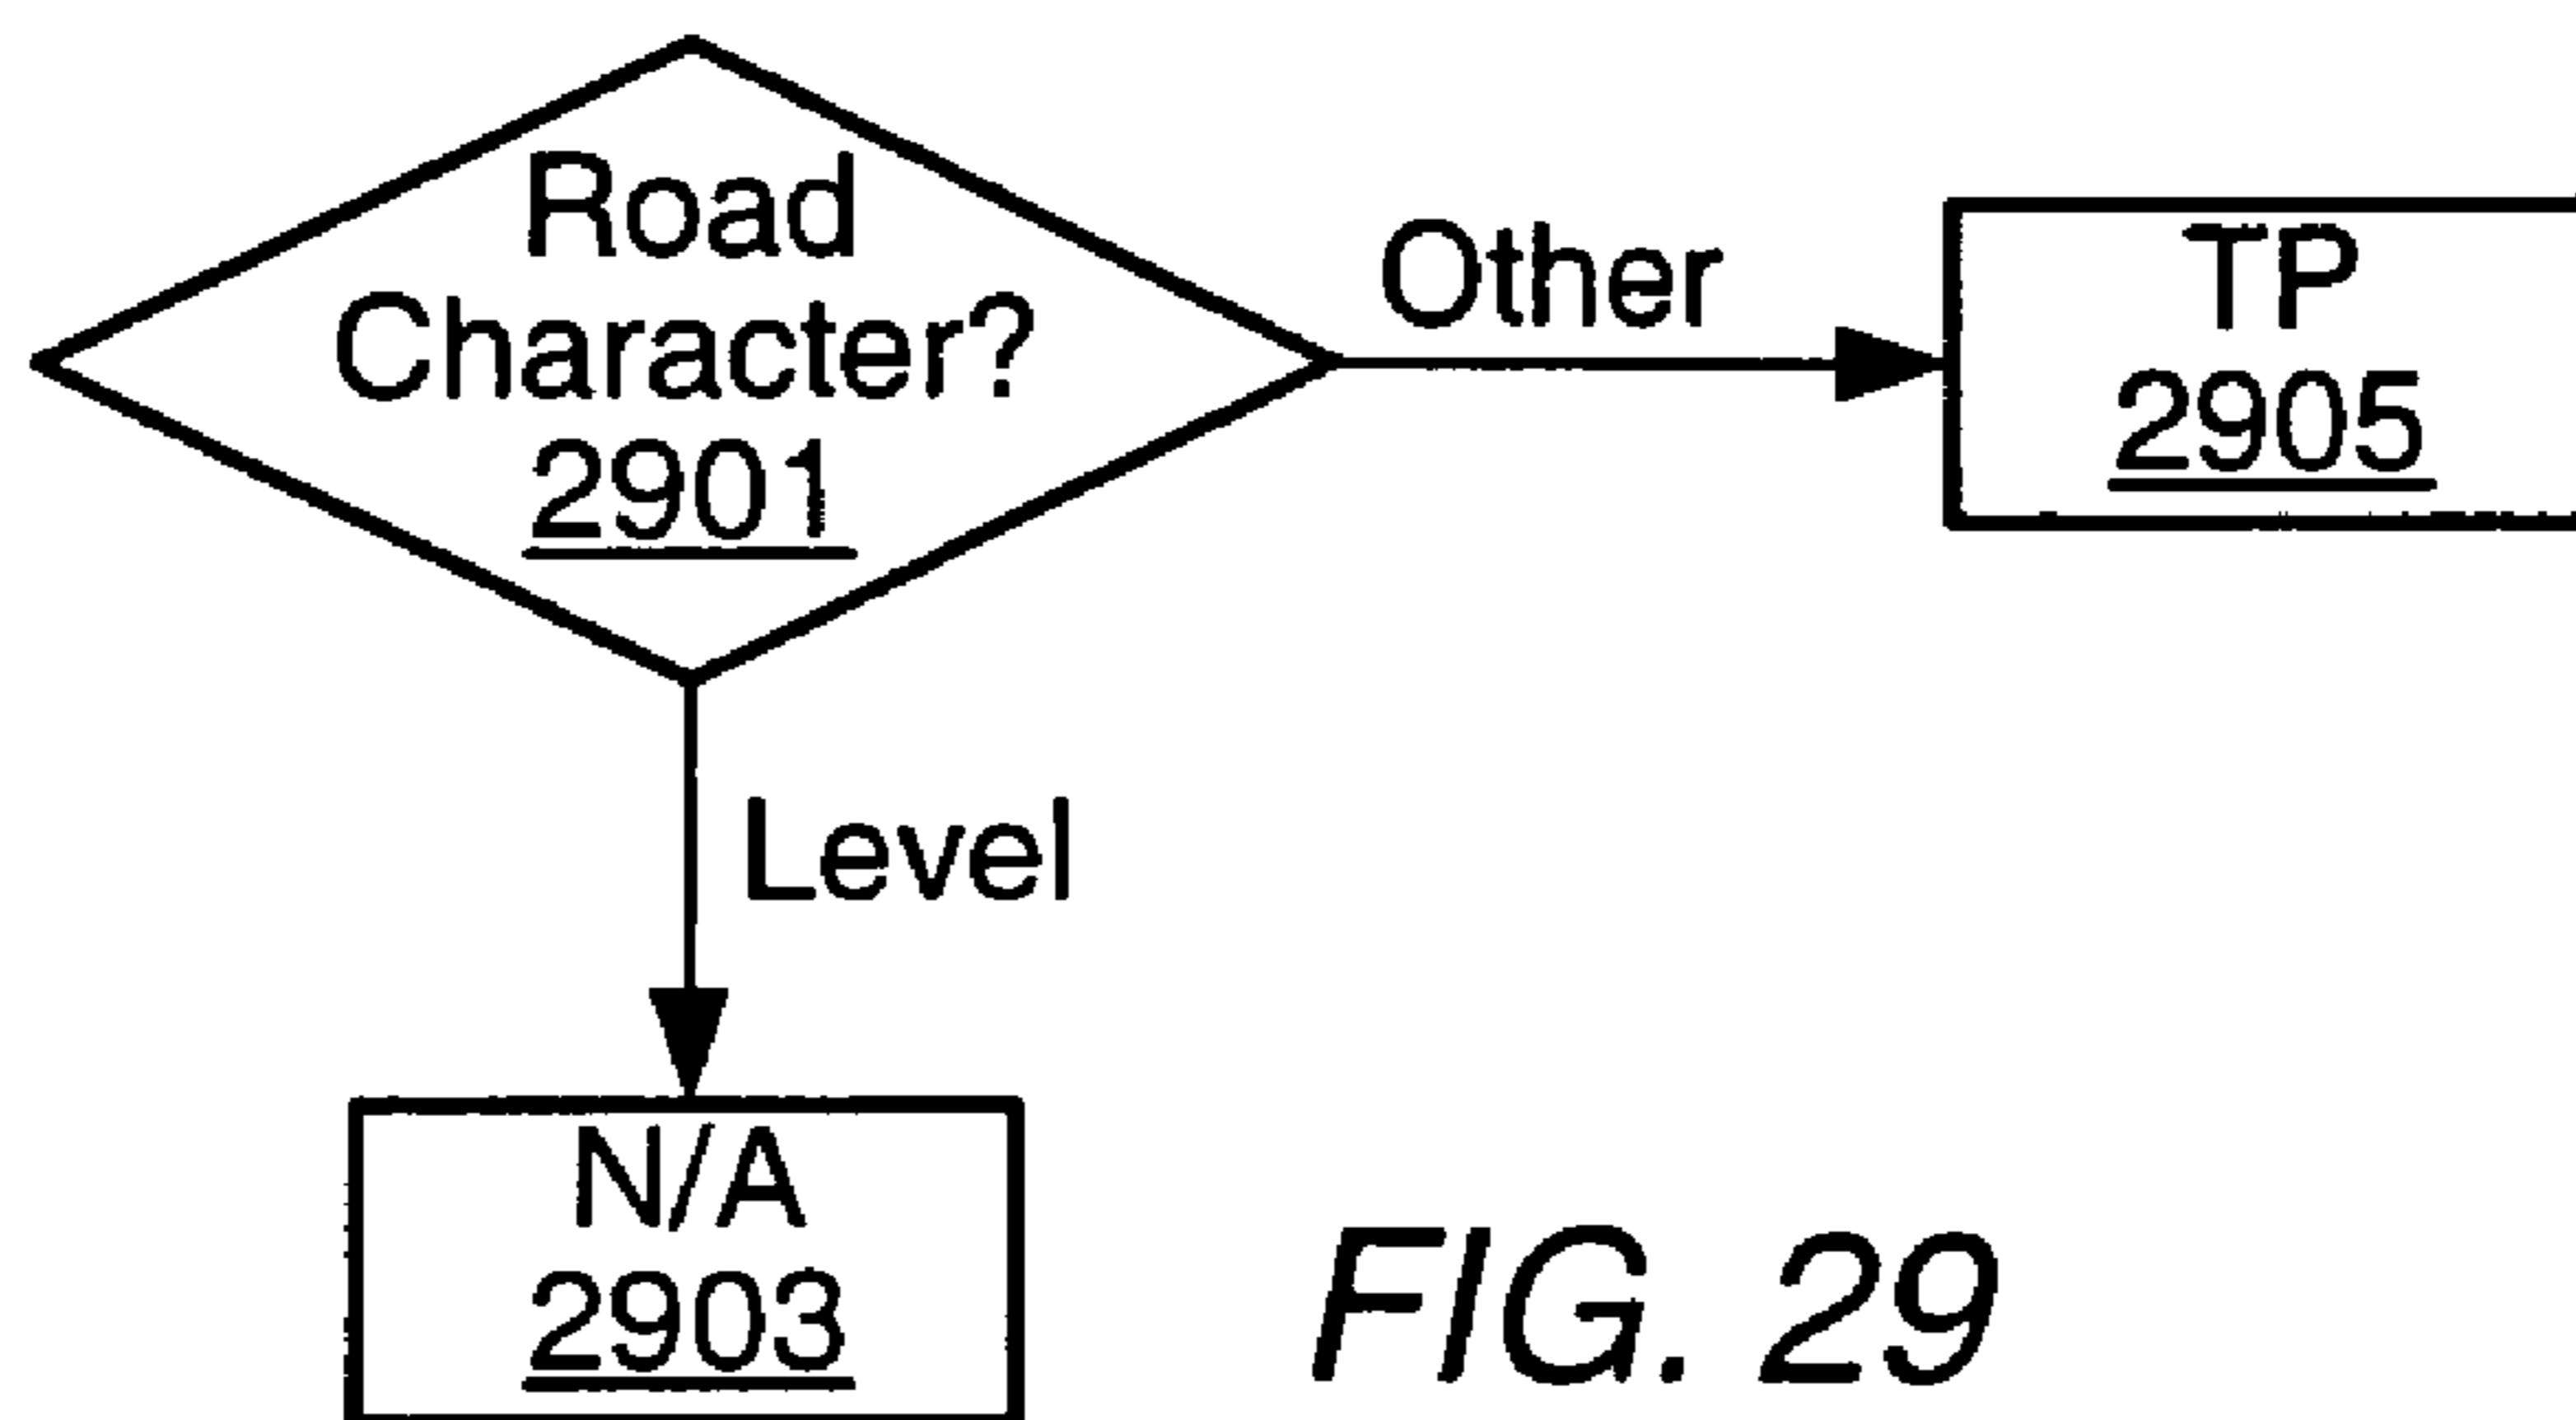 Road
Character?
2901
Other
TP
2905
Level
N/A
2903
FIG. 29